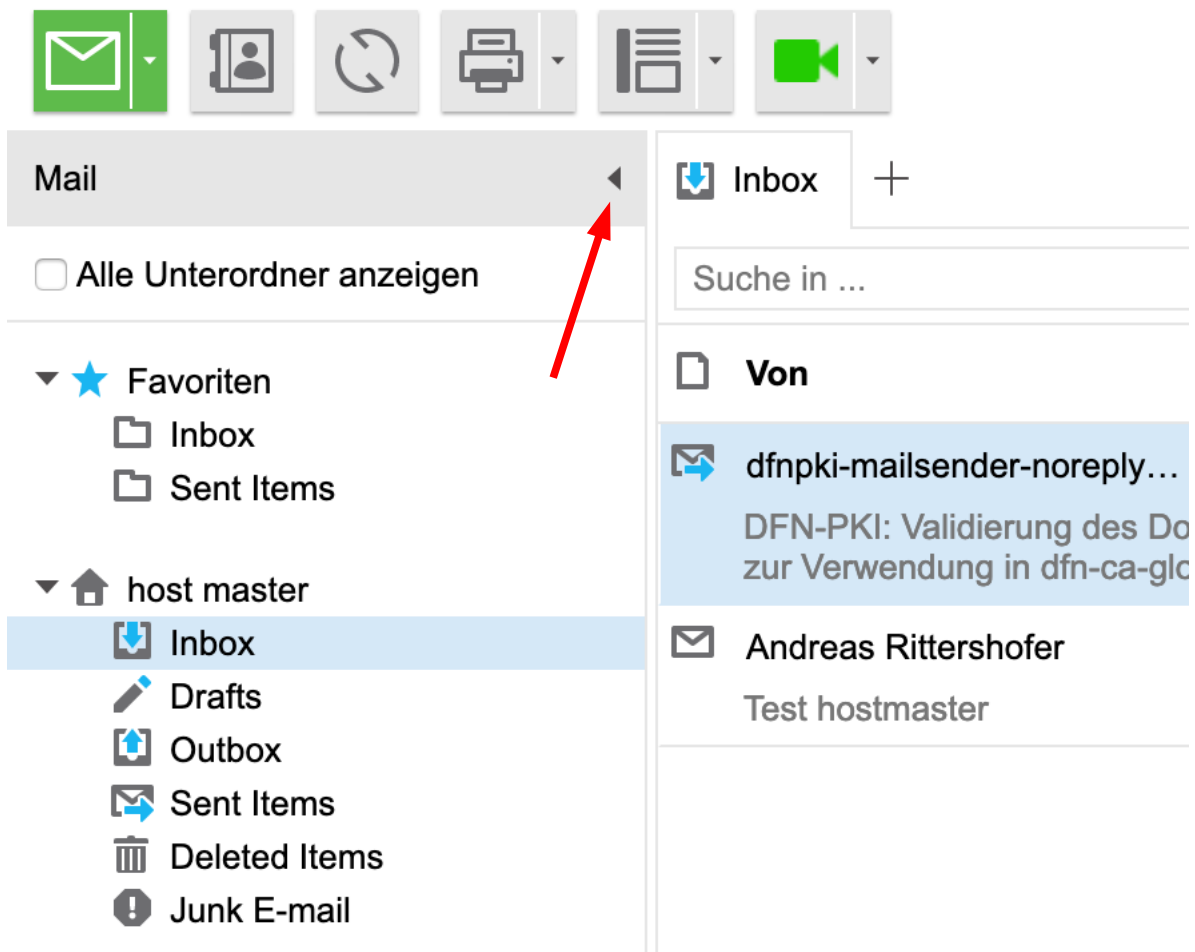 Mail
Alle Unterordner anzeigen
Favoriten
Inbox
Sent Items
host master
Inbox
Drafts
Outbox
Sent Items
Deleted Items
Junk E-mail
Inbox
Suche in ...
Von
dfnpki-mailsender-noreply…
DFN-PKI: Validierung des Do
zur Verwendung in dfn-ca-glo
Andreas Rittershofer
Test hostmaster